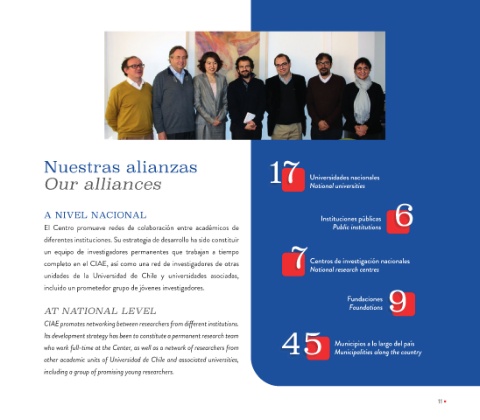 Nuestras alianzas
Our alliances
A NIVEL NACIONAL
El Centro promueve redes de colaboración entre académicos de
diferentes instituciones. Su estrategia de desarrollo ha sido constituir
un equipo de investigadores permanentes que trabajan a tiempo
completo en el CIAE, así como una red de investigadores de otras
unidades de la Universidad de Chile y universidades asociadas,
incluido un prometedor grupo de jóvenes investigadores.
AT NATIONAL LEVEL
CIAE promotes networking between researchers from different institutions.
Its development strategy has been to constitute a permanent research team
who work full-time at the Center, as well as a network of researchers from
other academic units of Universidad de Chile and associated universities,
including a group of promising young researchers.
17
Universidades nacionales
National universities
Instituciones públicas
Public institutions
6
7
Centros de investigación nacionales
National research centres
Fundaciones
Foundations
9
45
Municipios a lo largo del país
Municipalities along the country
11